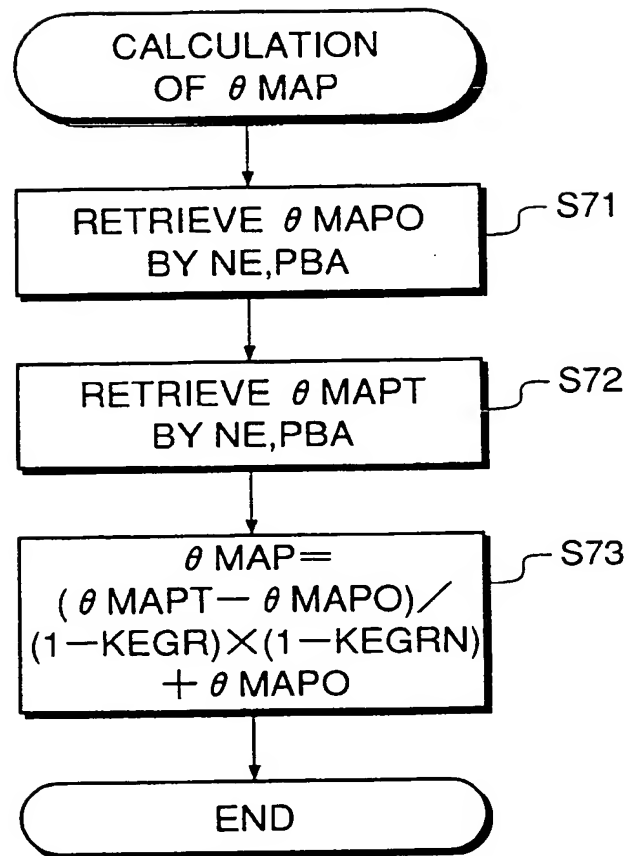 CALCULATION
OF θ MAP
RETRIEVE θ MAPO
BY NE,PBA
S71
RETRIEVE θ MAPT
BY NE,PBA
S72
θ MAP=
(θ MAPT−θ MAPO)/
(1−KEGR)×(1−KEGRN)
+θ MAPO
S73
END